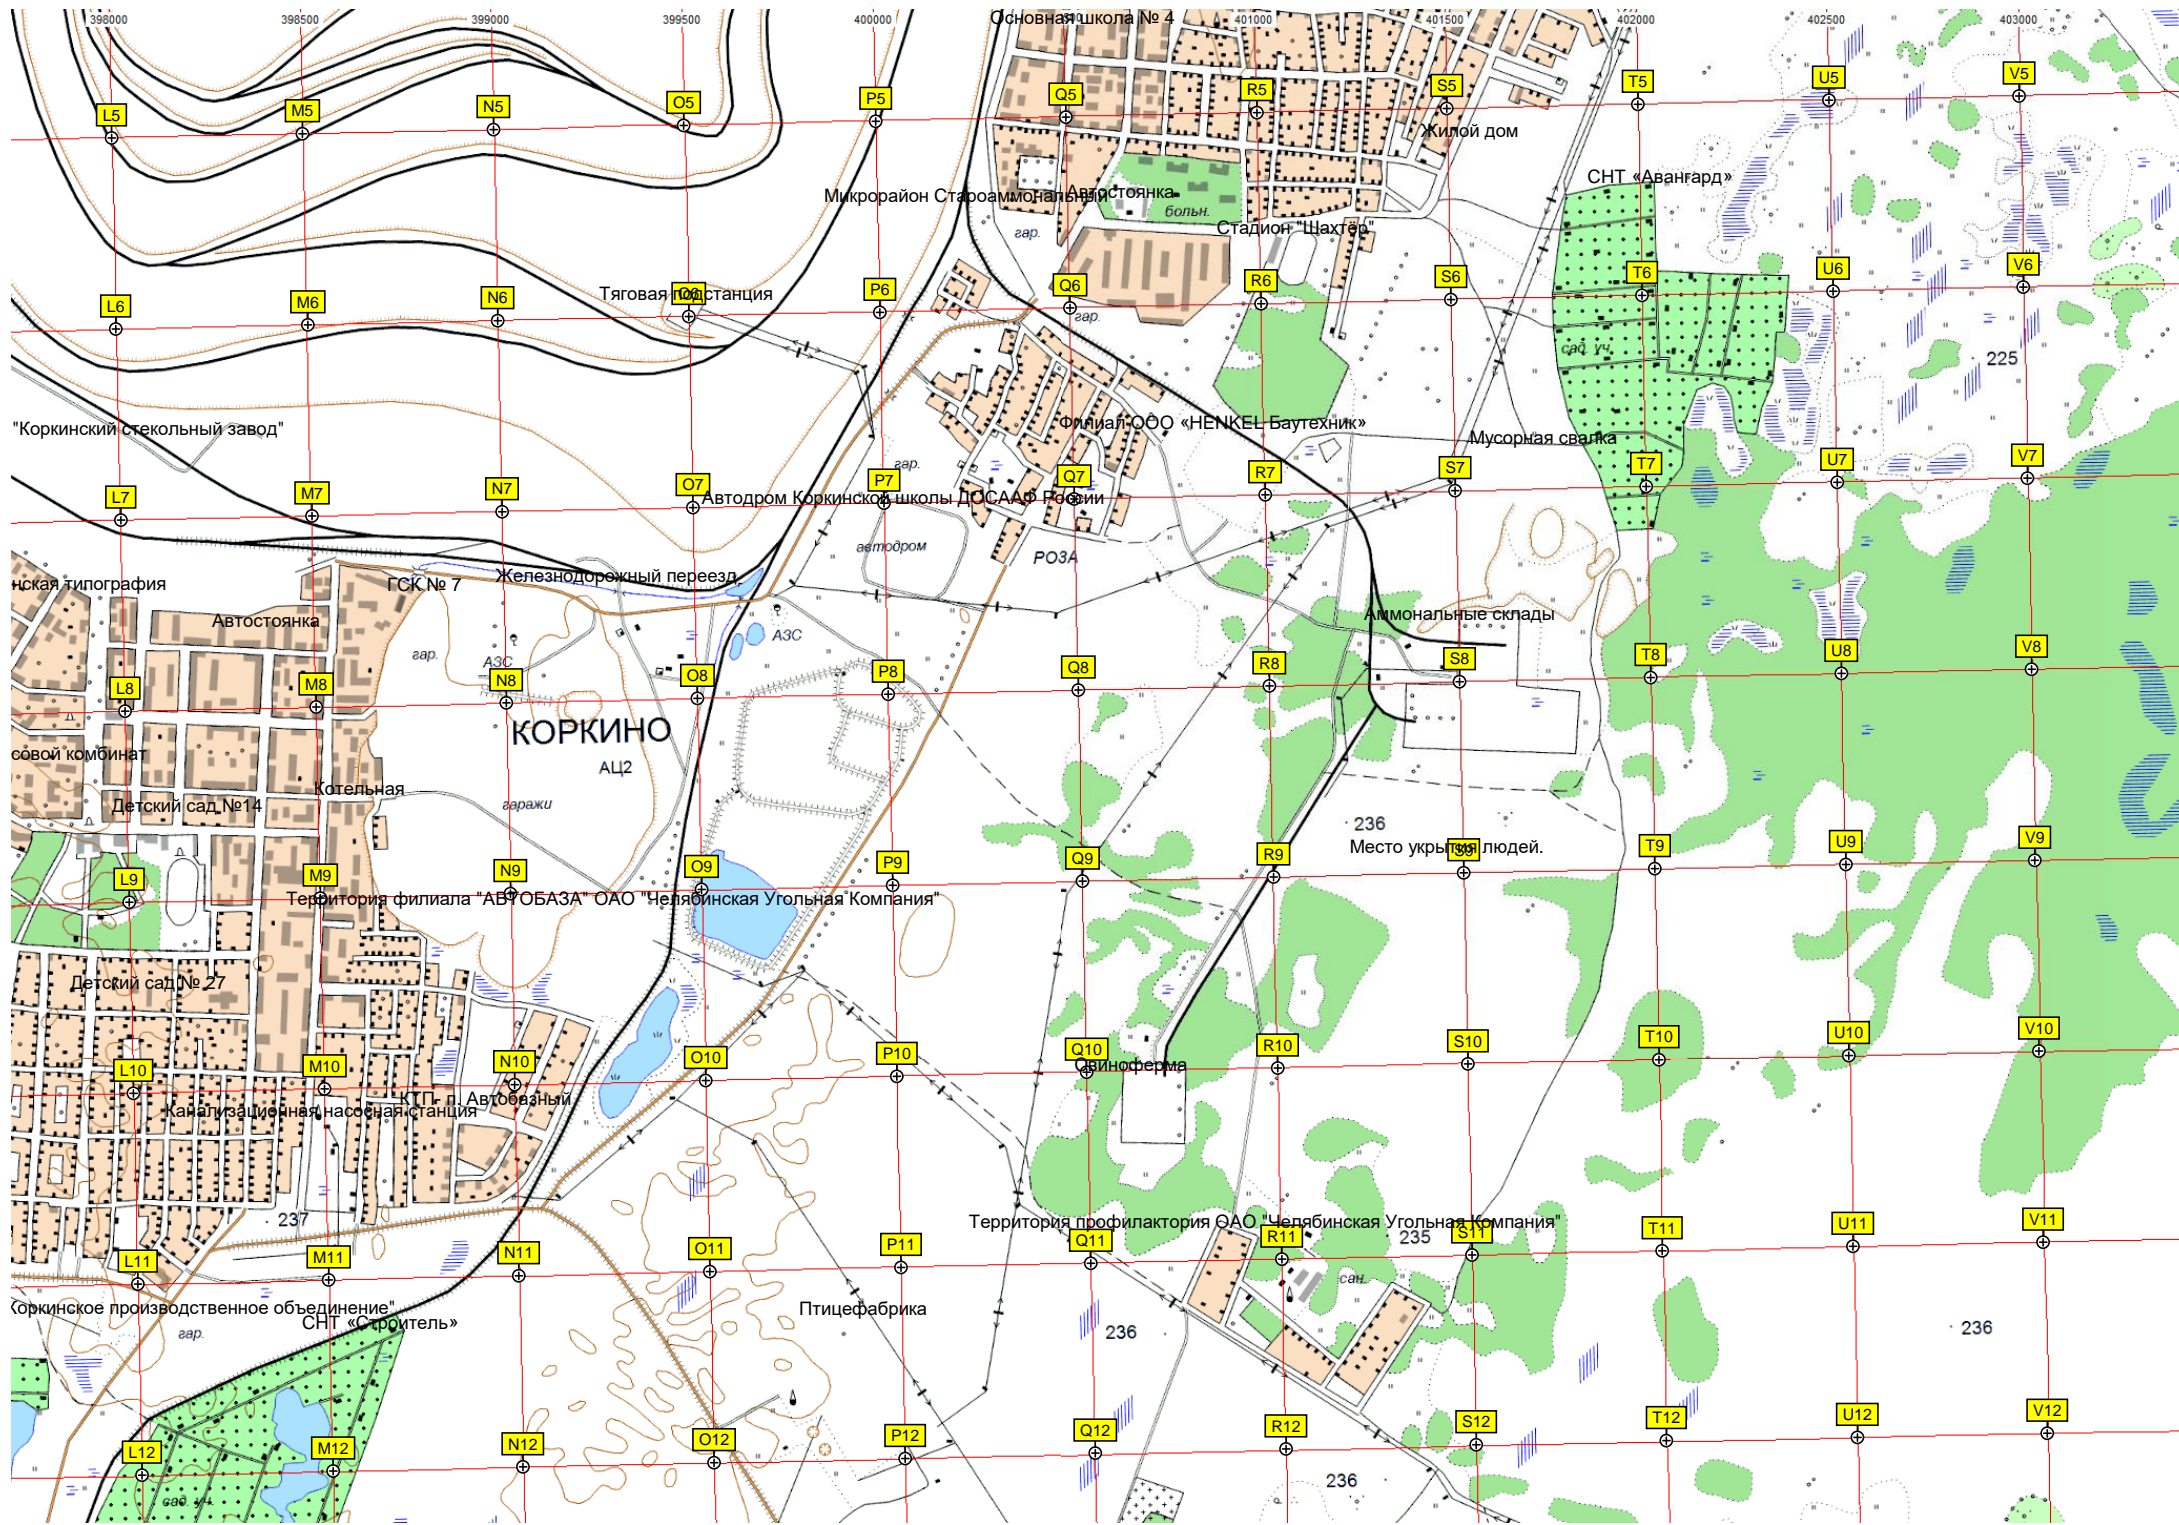 398000 398500 399000 399500 400000 401000 401500 402000 402500 403000
Основная школа № 4
L5 M5 N5 O5 P5 Q5 R5 S5 T5 U5 V5
Жилой дом
СНТ «Авангард»
Микрорайон Староаммональный
Автостоянка
больн.
гар.
Стадион "Шахтёр"
L6 M6 N6 O6 P6 Q6 R6 S6 T6 U6 V6
Тяговая подстанция
гар.
сад. уч.
225
"Коркинский стекольный завод"
Филиал ООО «HENKEL Баутехник»
Мусорная свалка
гар.
L7 M7 N7 O7 P7 Q7 R7 S7 T7 U7 V7
Автодром Коркинской школы ДОСААФ России
автодром
РОЗА
нская типография
ГСК № 7
Железнодорожный переезд
Автостоянка
Аммональные склады
АЗС
гар.
АЗС
L8 M8 N8 O8 P8 Q8 R8 S8 T8 U8 V8
КОРКИНО
АЦ2
совой комбинат
Котельная
Детский сад №14
гаражи
236
Место укрытия людей.
L9 M9 N9 O9 P9 Q9 R9 S9 T9 U9 V9
Территория филиала "АВТОБАЗА" ОАО "Челябинская Угольная Компания"
Детский сад № 27
L10 M10 N10 O10 P10 Q10 R10 S10 T10 U10 V10
Свиноферма
КТП- п. Автобазный
Канализационная насосная станция
237
Территория профилактория ОАО "Челябинская Угольная Компания"
235
L11 M11 N11 O11 P11 Q11 R11 S11 T11 U11 V11
сан.
Коркинское производственное объединение"
СНТ «Строитель»
Птицефабрика
гар.
236
236
L12 M12 N12 O12 P12 Q12 R12 S12 T12 U12 V12
сад. уч.
236